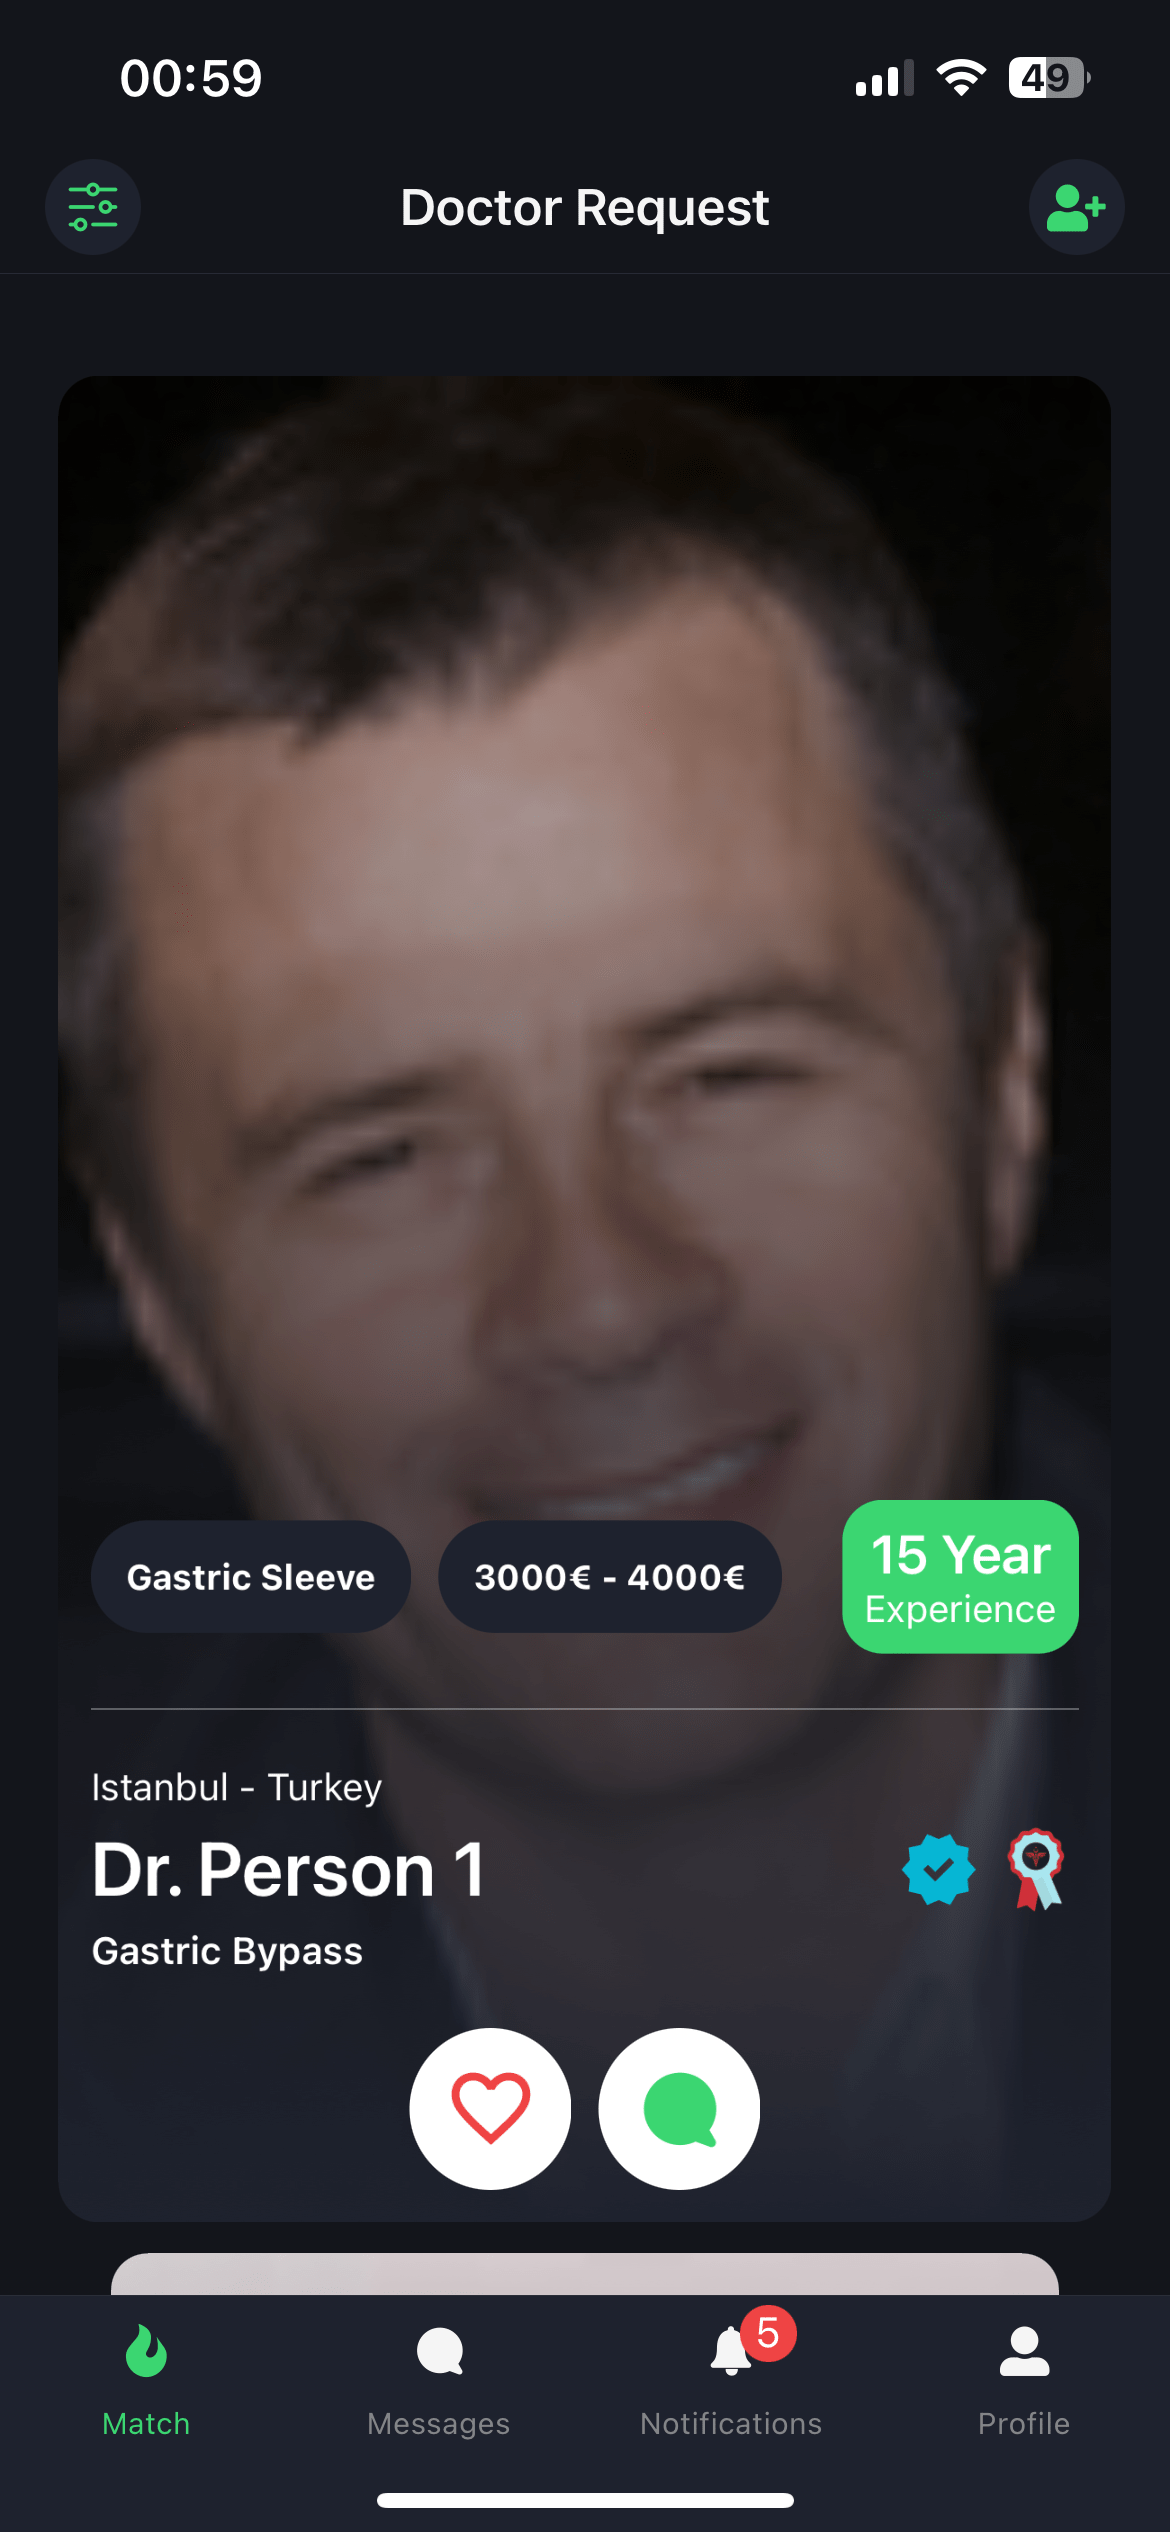 00:59
49
Doctor Request
Gastric Sleeve
3000€ - 4000€
15 Year
Experience
Istanbul - Turkey
Dr. Person 1
Gastric Bypass
5
Match
Messages
Notifications
Profile